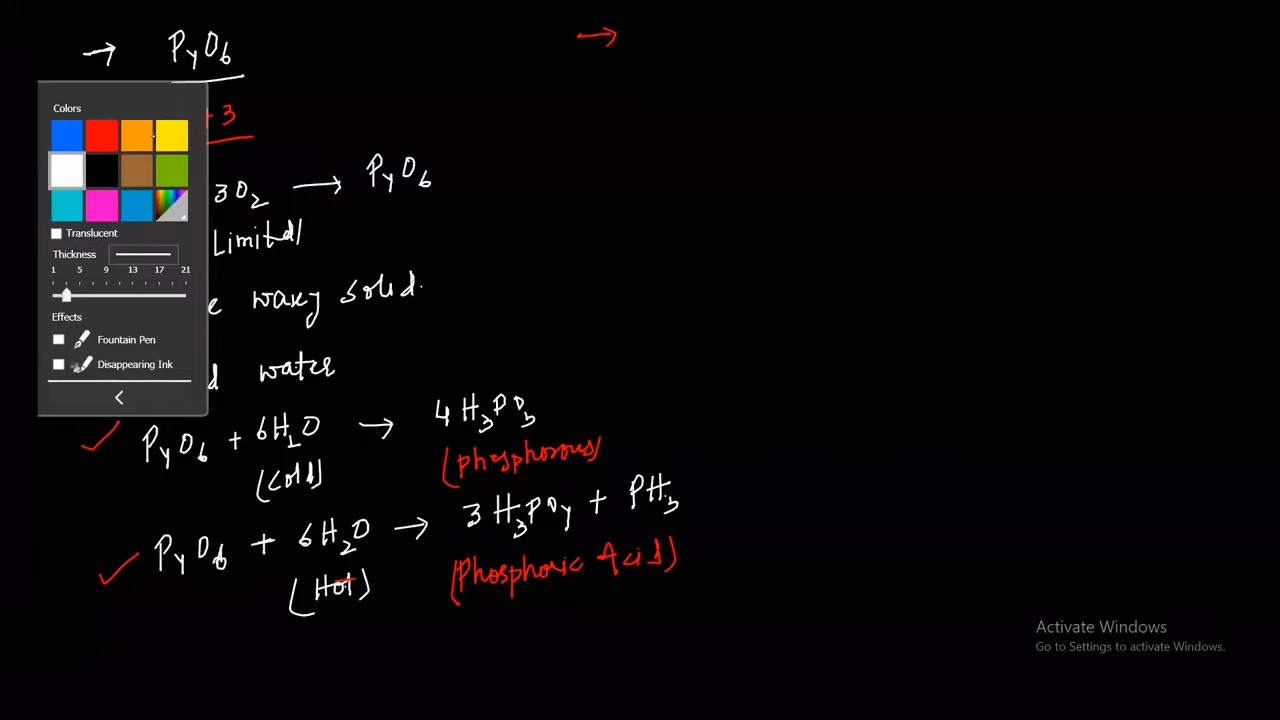 → P4O6 →
Colors
+3
3O2 → P4O6
Limited
Translucent
Thickness
1 5 9 13 17 21
waxy solid.
Effects
Fountain Pen
Disappearing Ink
water
P4O6 + 6H2O → 4H3PO3
(cold) (phosphorous)
P4O6 + 6H2O → 3H3PO4 + PH3
(Hot) (Phosphoric Acid)
Activate Windows
Go to Settings to activate Windows.